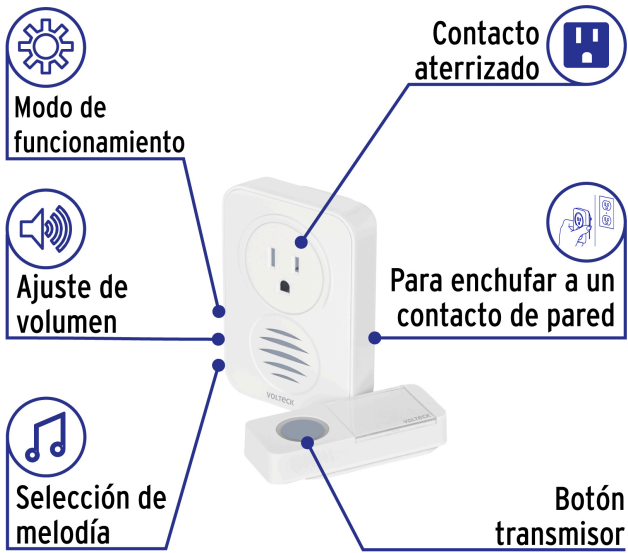 Contacto
aterrizado
Modo de
funcionamiento
Ajuste de
volumen
Para enchufar a un
contacto de pared
VOLTECK
VOLTECK
Selección de
melodía
Botón
transmisor